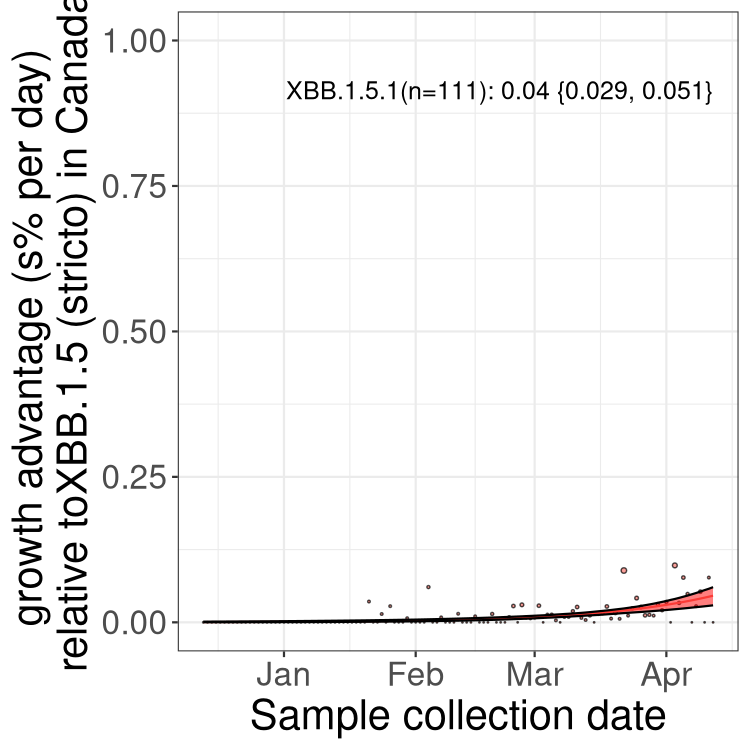 growth advantage (s% per day)
relative toXBB.1.5 (stricto) in Canada
1.00
0.75
0.50
0.25
0.00
XBB.1.5.1(n=111): 0.04 {0.029, 0.051}
Jan Feb Mar Apr
Sample collection date